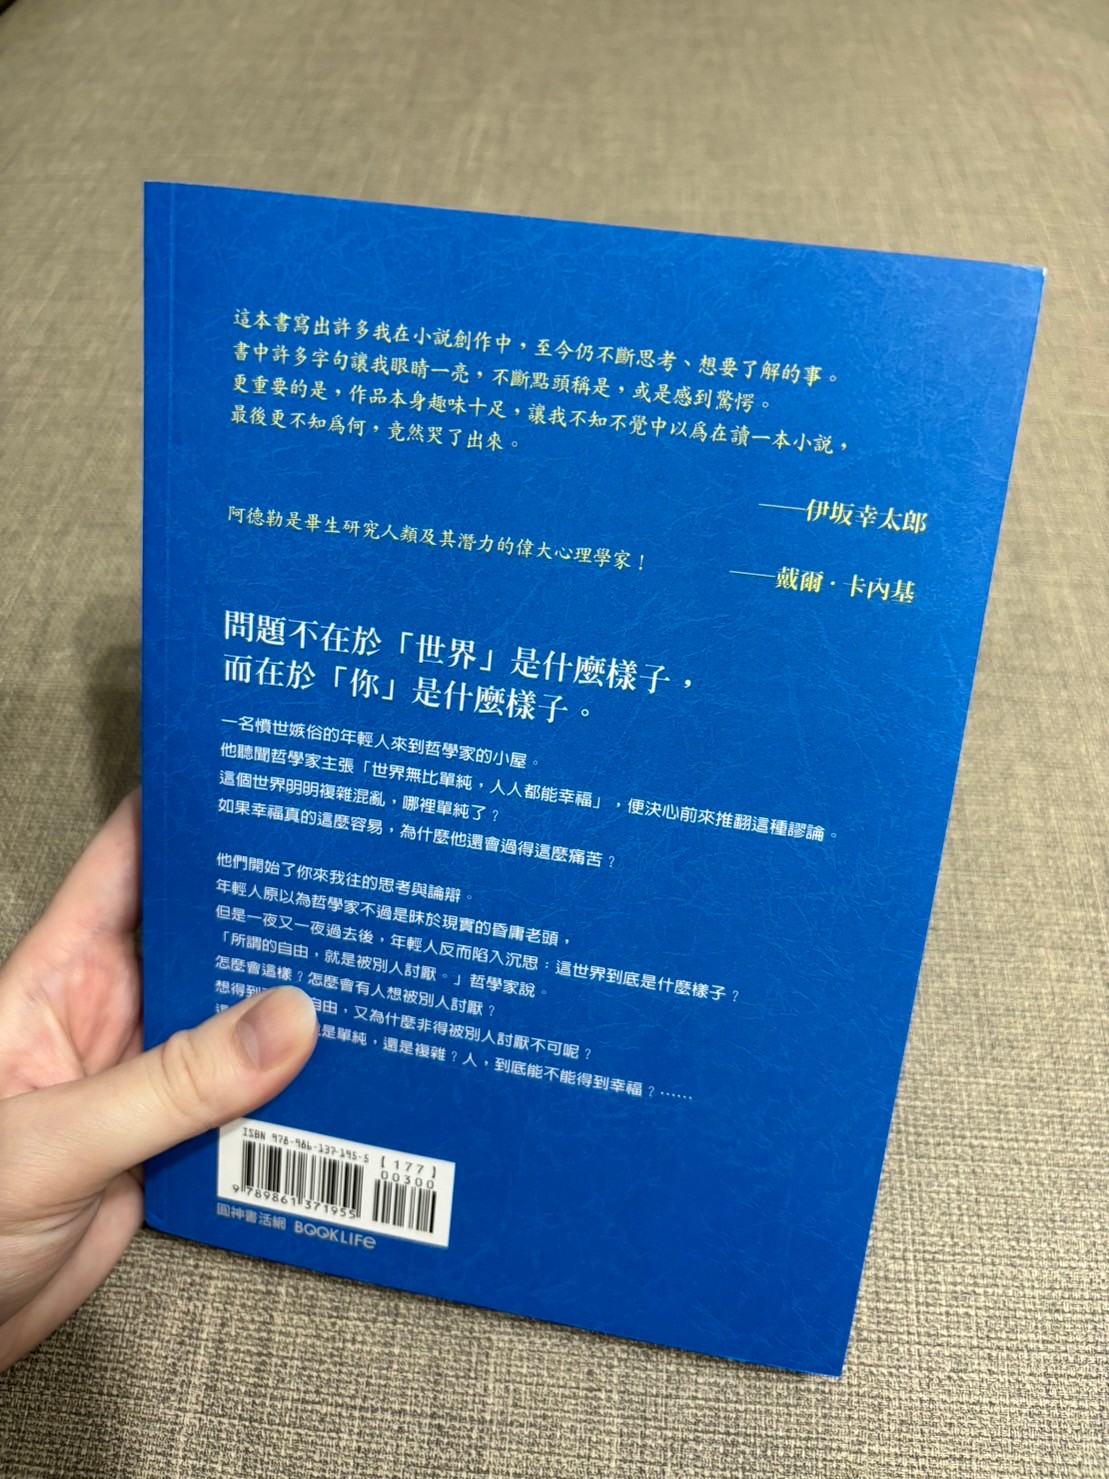 這本書寫出許多我在小說創作中，至今仍不斷思考、想要了解的事。
書中許多字句讓我眼睛一亮，不斷點頭稱是，或是感到驚愕。
更重要的是，作品本身趣味十足，讓我不知不覺中以為在讀一本小說，
最後更不知為何，竟然哭了出來。
——伊坂幸太郎
阿德勒是畢生研究人類及其潛力的偉大心理學家！
——戴爾·卡內基
問題不在於「世界」是什麼樣子，
而在於「你」是什麼樣子。
一名憤世嫉俗的年輕人來到哲學家的小屋。
他聽聞哲學家主張「世界無比單純，人人都能幸福」，便決心前來推翻這種謬論。
這個世界明明複雜混亂，哪裡單純了？
如果幸福真的這麼容易，為什麼他還會過得這麼痛苦？
他們開始了你來我往的思考與論辯。
年輕人原以為哲學家不過是昧於現實的昏庸老頭，
但是一夜又一夜過去後，年輕人反而陷入沉思：這世界到底是什麼樣子？
「所謂的自由，就是被別人討厭。」哲學家說。
怎麼會這樣？怎麼會有人想被別人討厭？
想得到自由，又為什麼非得被別人討厭不可呢？
是單純，還是複雜？人，到底能不能得到幸福？……
ISBN 978-986-137-195-5
[177]
00300
9 789861 371955
圓神書活網 BOOKLIFe